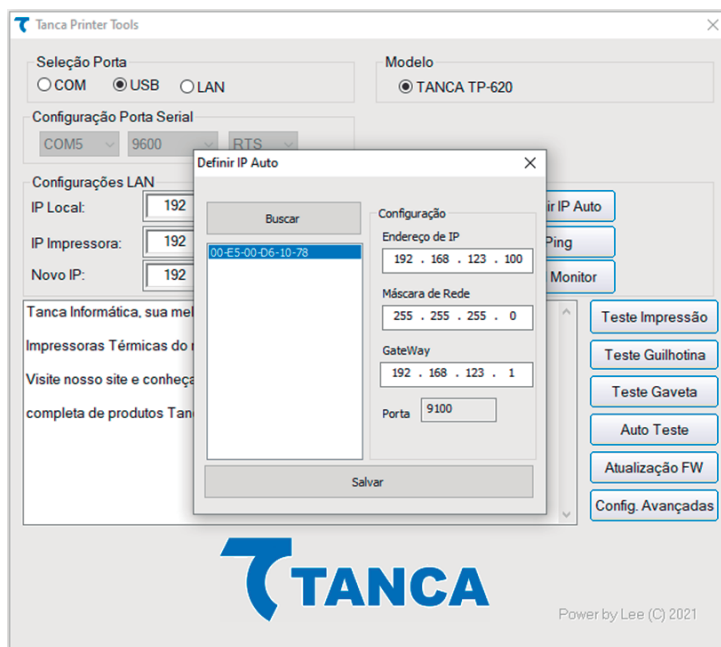 Tanca Printer Tools
Seleção Porta
COM USB LAN
Modelo
TANCA TP-620
Configuração Porta Serial
COM5 9600 RTS
Definir IP Auto
Configurações LAN
IP Local: 192
IP Impressora: 192
Novo IP: 192
IP Auto
Ping
Monitor
Buscar
00-E5-00-D6-10-78
Configuração
Endereço de IP
192 . 168 . 123 . 100
Máscara de Rede
255 . 255 . 255 . 0
GateWay
192 . 168 . 123 . 1
Porta 9100
Salvar
Tanca Informática, sua
Impressoras Térmicas do
Visite nosso site e conheça
completa de produtos
Teste Impressão
Teste Guilhotina
Teste Gaveta
Auto Teste
Atualização FW
Config. Avançadas
TANCA
Power by Lee (C) 2021